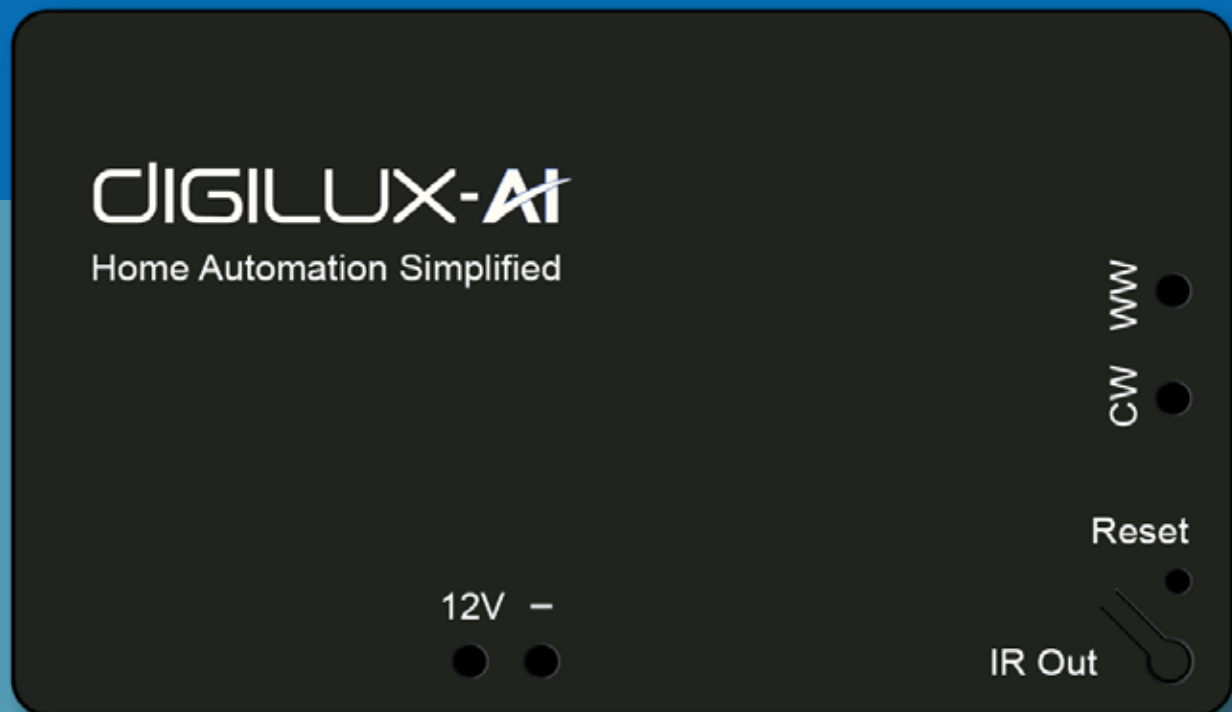 dIGILUX-AI
Home Automation Simplified
WW
CW
Reset
12V –
IR Out